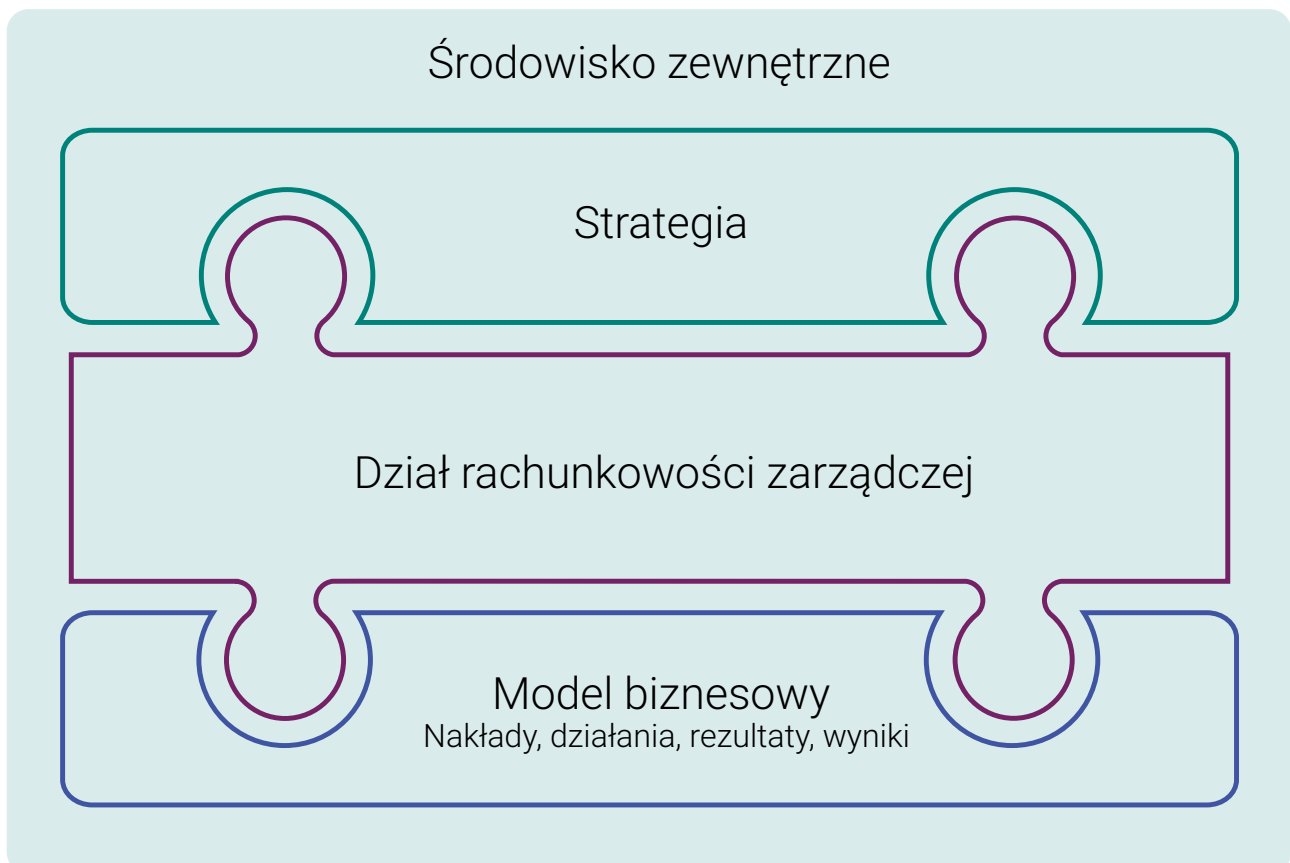 Środowisko zewnętrzne
Strategia
Dział rachunkowości zarządczej
Model biznesowy
Nakłady, działania, rezultaty, wyniki